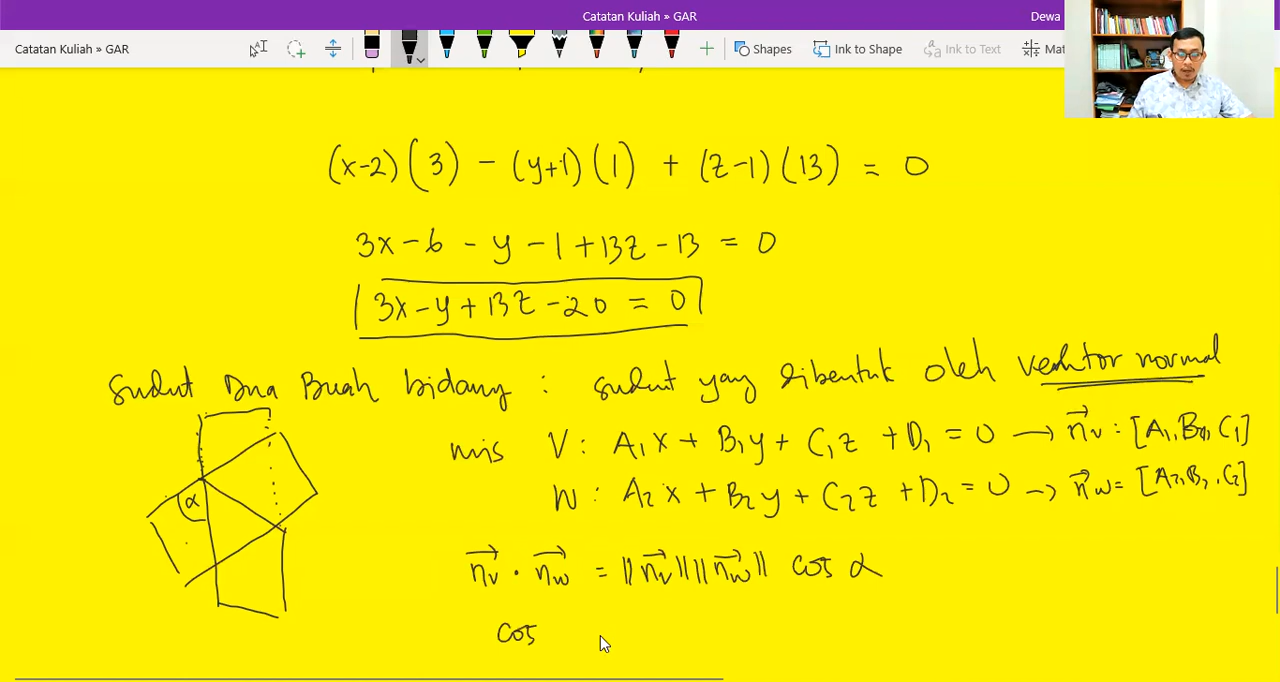 Catatan Kuliah » GAR
Dewa
Catatan Kuliah » GAR
Shapes
Ink to Shape
Ink to Text
Mat
(x-2)(3) - (y+1)(1) + (z-1)(13) = 0
3x - 6 - y - 1 + 13z - 13 = 0
3x - y + 13z - 20 = 0
Sudut Dua Buah bidang : sudut yang dibentuk oleh vektor normal
mis V : A₁x + B₁y + C₁z + D₁ = 0 → n⃗ᵥ : [A₁, B₁, C₁]
W : A₂x + B₂y + C₂z + D₂ = 0 → n⃗w = [A₂, B₂, C₂]
α
n⃗ᵥ · n⃗w = ||n⃗ᵥ|| ||n⃗w|| cos α
cos